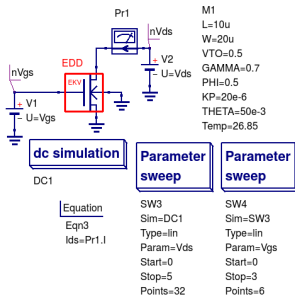 Pr1
nVds
V2
U=Vds
EDD
EKV
nVgs
V1
U=Vgs
M1
L=10u
W=20u
VTO=0.5
GAMMA=0.7
PHI=0.5
KP=20e-6
THETA=50e-3
Temp=26.85
dc simulation
DC1
Equation
Eqn3
Ids=Pr1.I
Parameter
sweep
SW3
Sim=DC1
Type=lin
Param=Vds
Start=0
Stop=5
Points=32
Parameter
sweep
SW4
Sim=SW3
Type=lin
Param=Vgs
Start=0
Stop=3
Points=6